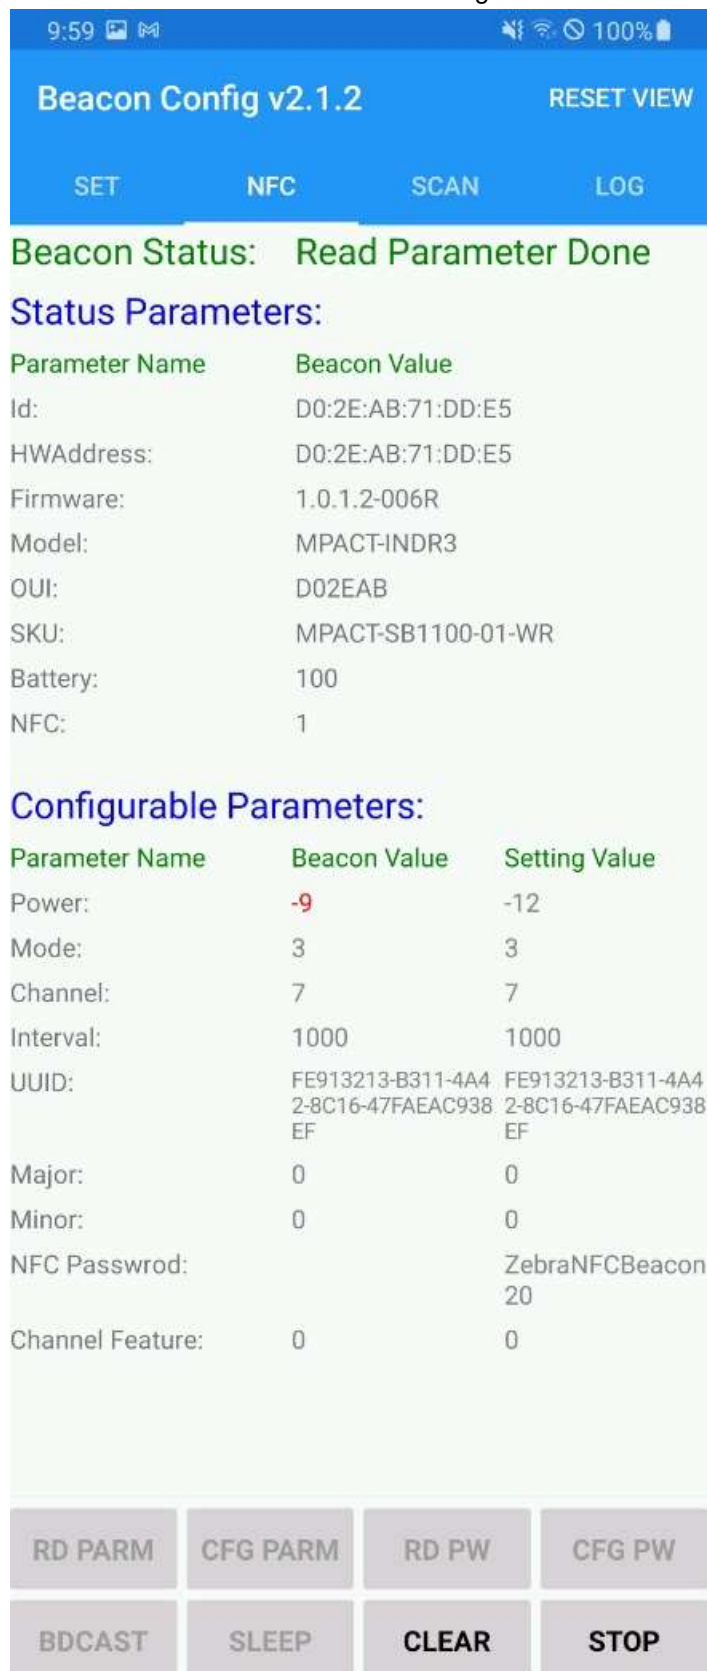 9:59 100%
Beacon Config v2.1.2 RESET VIEW
SET NFC SCAN LOG
Beacon Status: Read Parameter Done
Status Parameters:
Parameter Name Beacon Value
Id: D0:2E:AB:71:DD:E5
HWAddress: D0:2E:AB:71:DD:E5
Firmware: 1.0.1.2-006R
Model: MPACT-INDR3
OUI: D02EAB
SKU: MPACT-SB1100-01-WR
Battery: 100
NFC: 1
Configurable Parameters:
Parameter Name Beacon Value Setting Value
Power: -9 -12
Mode: 3 3
Channel: 7 7
Interval: 1000 1000
UUID: FE913213-B311-4A4 FE913213-B311-4A4
2-8C16-47FAEAC938 2-8C16-47FAEAC938
EF EF
Major: 0 0
Minor: 0 0
NFC Passwrod: ZebraNFCBeacon
20
Channel Feature: 0 0
RD PARM CFG PARM RD PW CFG PW
BDCAST SLEEP CLEAR STOP